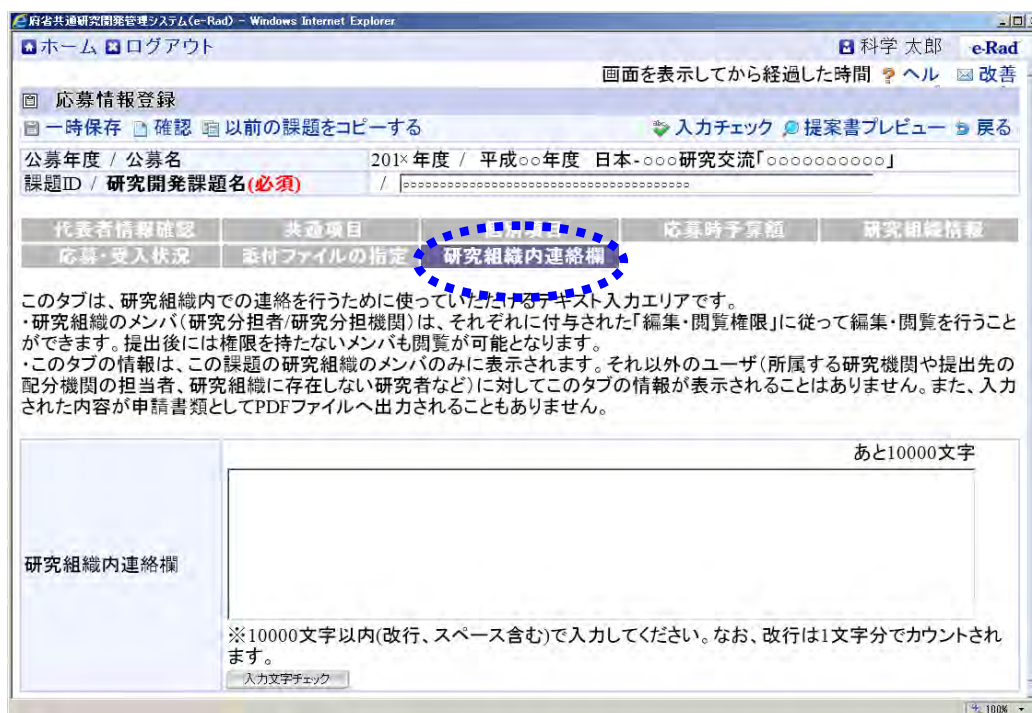 府省共通研究開発管理システム(e-Rad) - Windows Internet Explorer
ホーム ログアウト 科学 太郎 e-Rad
画面を表示してから経過した時間 ヘル 改善
応募情報登録
一時保存 確認 以前の課題をコピーする 入力チェック 提案書プレビュー 戻る
公募年度 / 公募名 201×年度 / 平成○○年度 日本-○○○研究交流「○○○○○○○○○○」
課題ID / 研究開発課題名(必須) / ○○○○○○○○○○○○○○○○○○○○○○○○○○○○○○○○○○○○○○○
代表者情報確認 共通項目 個別項目 応募時予算額 研究組織情報
応募・受入状況 添付ファイルの指定 研究組織内連絡欄
このタブは、研究組織内での連絡を行うために使っていただけるテキスト入力エリアです。
・研究組織のメンバ(研究分担者/研究分担機関)は、それぞれに付与された「編集・閲覧権限」に従って編集・閲覧を行うこと
ができます。提出後には権限を持たないメンバも閲覧が可能となります。
・このタブの情報は、この課題の研究組織のメンバのみに表示されます。それ以外のユーザ(所属する研究機関や提出先の
配分機関の担当者、研究組織に存在しない研究者など)に対してこのタブの情報が表示されることはありません。また、入力
された内容が申請書類としてPDFファイルへ出力されることもありません。
あと10000文字
研究組織内連絡欄
※10000文字以内(改行、スペース含む)で入力してください。なお、改行は1文字分でカウントされ
ます。
入力文字チェック
100%